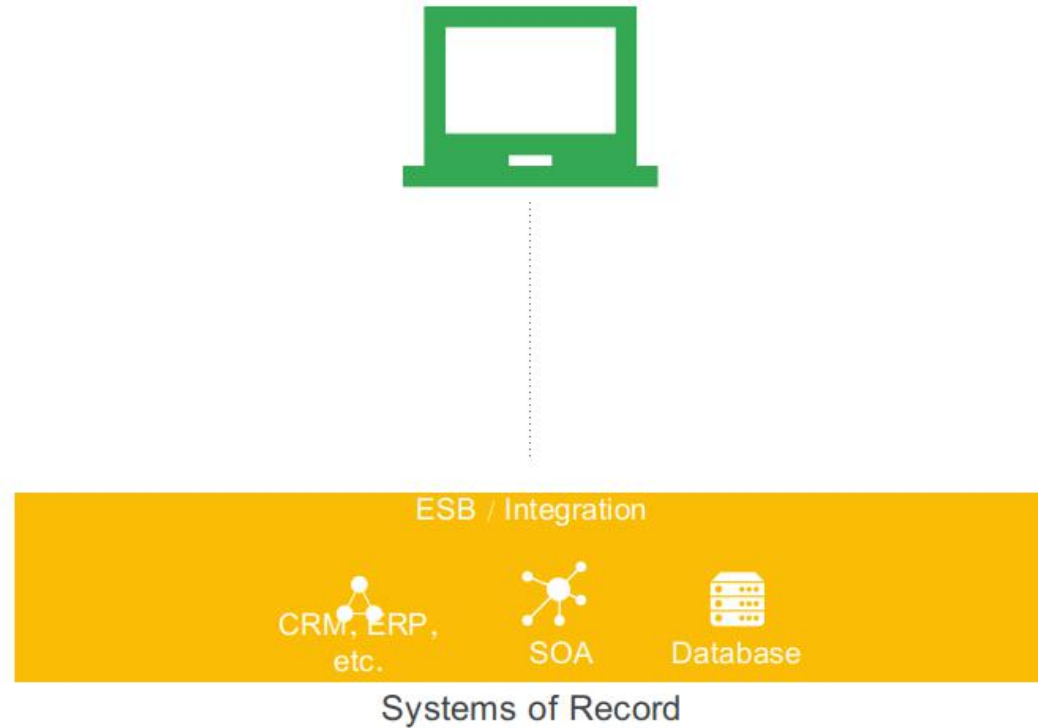 ESB / Integration
CRM, ERP,
etc.
SOA
Database
Systems of Record